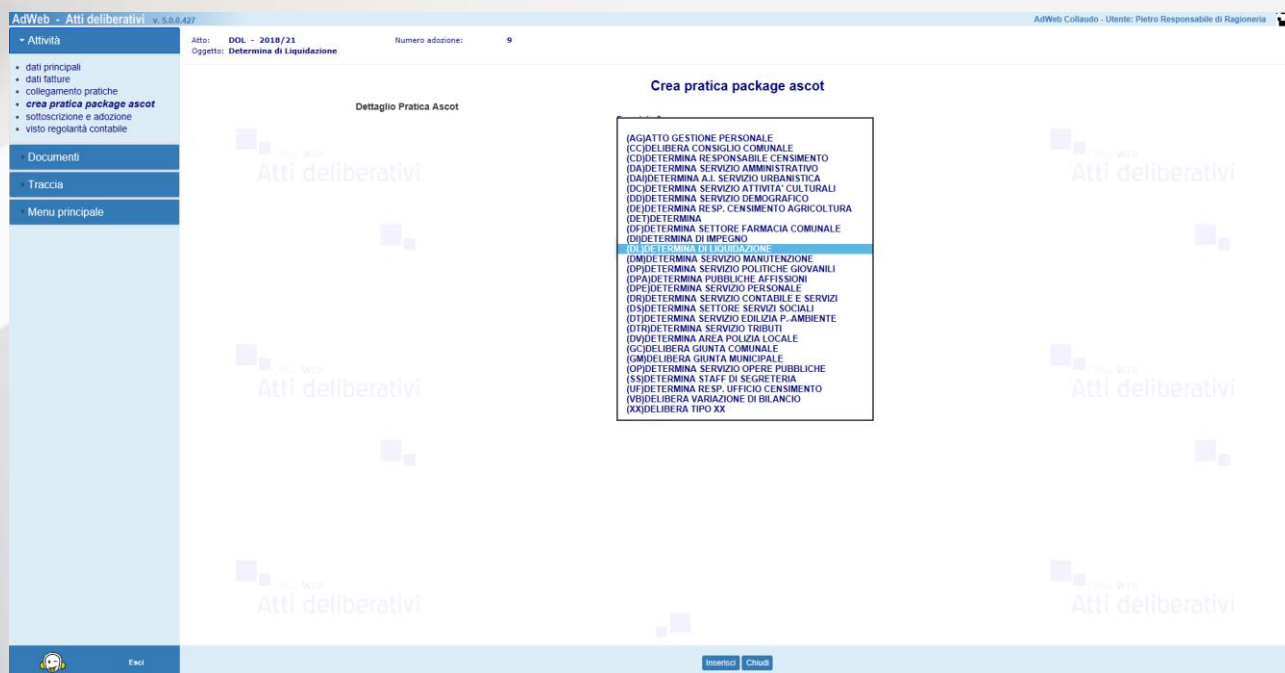 AdWeb - Atti deliberativi v. 5.0.0.427
AdWeb Collaudo - Utente: Pietro Responsabile di Ragioneria
Attività
dati principali
dati fatture
collegamento pratiche
crea pratica package ascot
sottoscrizione e adozione
visto regolarità contabile
Documenti
Traccia
Menu principale
Esci
Atto: DOL - 2018/21 Numero adozione: 9
Oggetto: Determina di Liquidazione
Crea pratica package ascot
Dettaglio Pratica Ascot
(AG)ATTO GESTIONE PERSONALE
(CC)DELIBERA CONSIGLIO COMUNALE
(CD)DETERMINA RESPONSABILE CENSIMENTO
(DA)DETERMINA SERVIZIO AMMINISTRATIVO
(DAI)DETERMINA A.I. SERVIZIO URBANISTICA
(DC)DETERMINA SERVIZIO ATTIVITA' CULTURALI
(DD)DETERMINA SERVIZIO DEMOGRAFICO
(DE)DETERMINA RESP. CENSIMENTO AGRICOLTURA
(DET)DETERMINA
(DF)DETERMINA SETTORE FARMACIA COMUNALE
(DI)DETERMINA DI IMPEGNO
(DL)DETERMINA DI LIQUIDAZIONE
(DM)DETERMINA SERVIZIO MANUTENZIONE
(DP)DETERMINA SERVIZIO POLITICHE GIOVANILI
(DPA)DETERMINA PUBBLICHE AFFISSIONI
(DPE)DETERMINA SERVIZIO PERSONALE
(DR)DETERMINA SERVIZIO CONTABILE E SERVIZI
(DS)DETERMINA SETTORE SERVIZI SOCIALI
(DT)DETERMINA SERVIZIO EDILIZIA P.-AMBIENTE
(DTR)DETERMINA SERVIZIO TRIBUTI
(DV)DETERMINA AREA POLIZIA LOCALE
(GC)DELIBERA GIUNTA COMUNALE
(GM)DELIBERA GIUNTA MUNICIPALE
(OP)DETERMINA SERVIZIO OPERE PUBBLICHE
(SS)DETERMINA STAFF DI SEGRETERIA
(UF)DETERMINA RESP. UFFICIO CENSIMENTO
(VB)DELIBERA VARIAZIONE DI BILANCIO
(XX)DELIBERA TIPO XX
Atti deliberativi
Atti deliberativi
Atti deliberativi
Atti deliberativi
Atti deliberativi
Atti deliberativi
Inserisci Chiudi